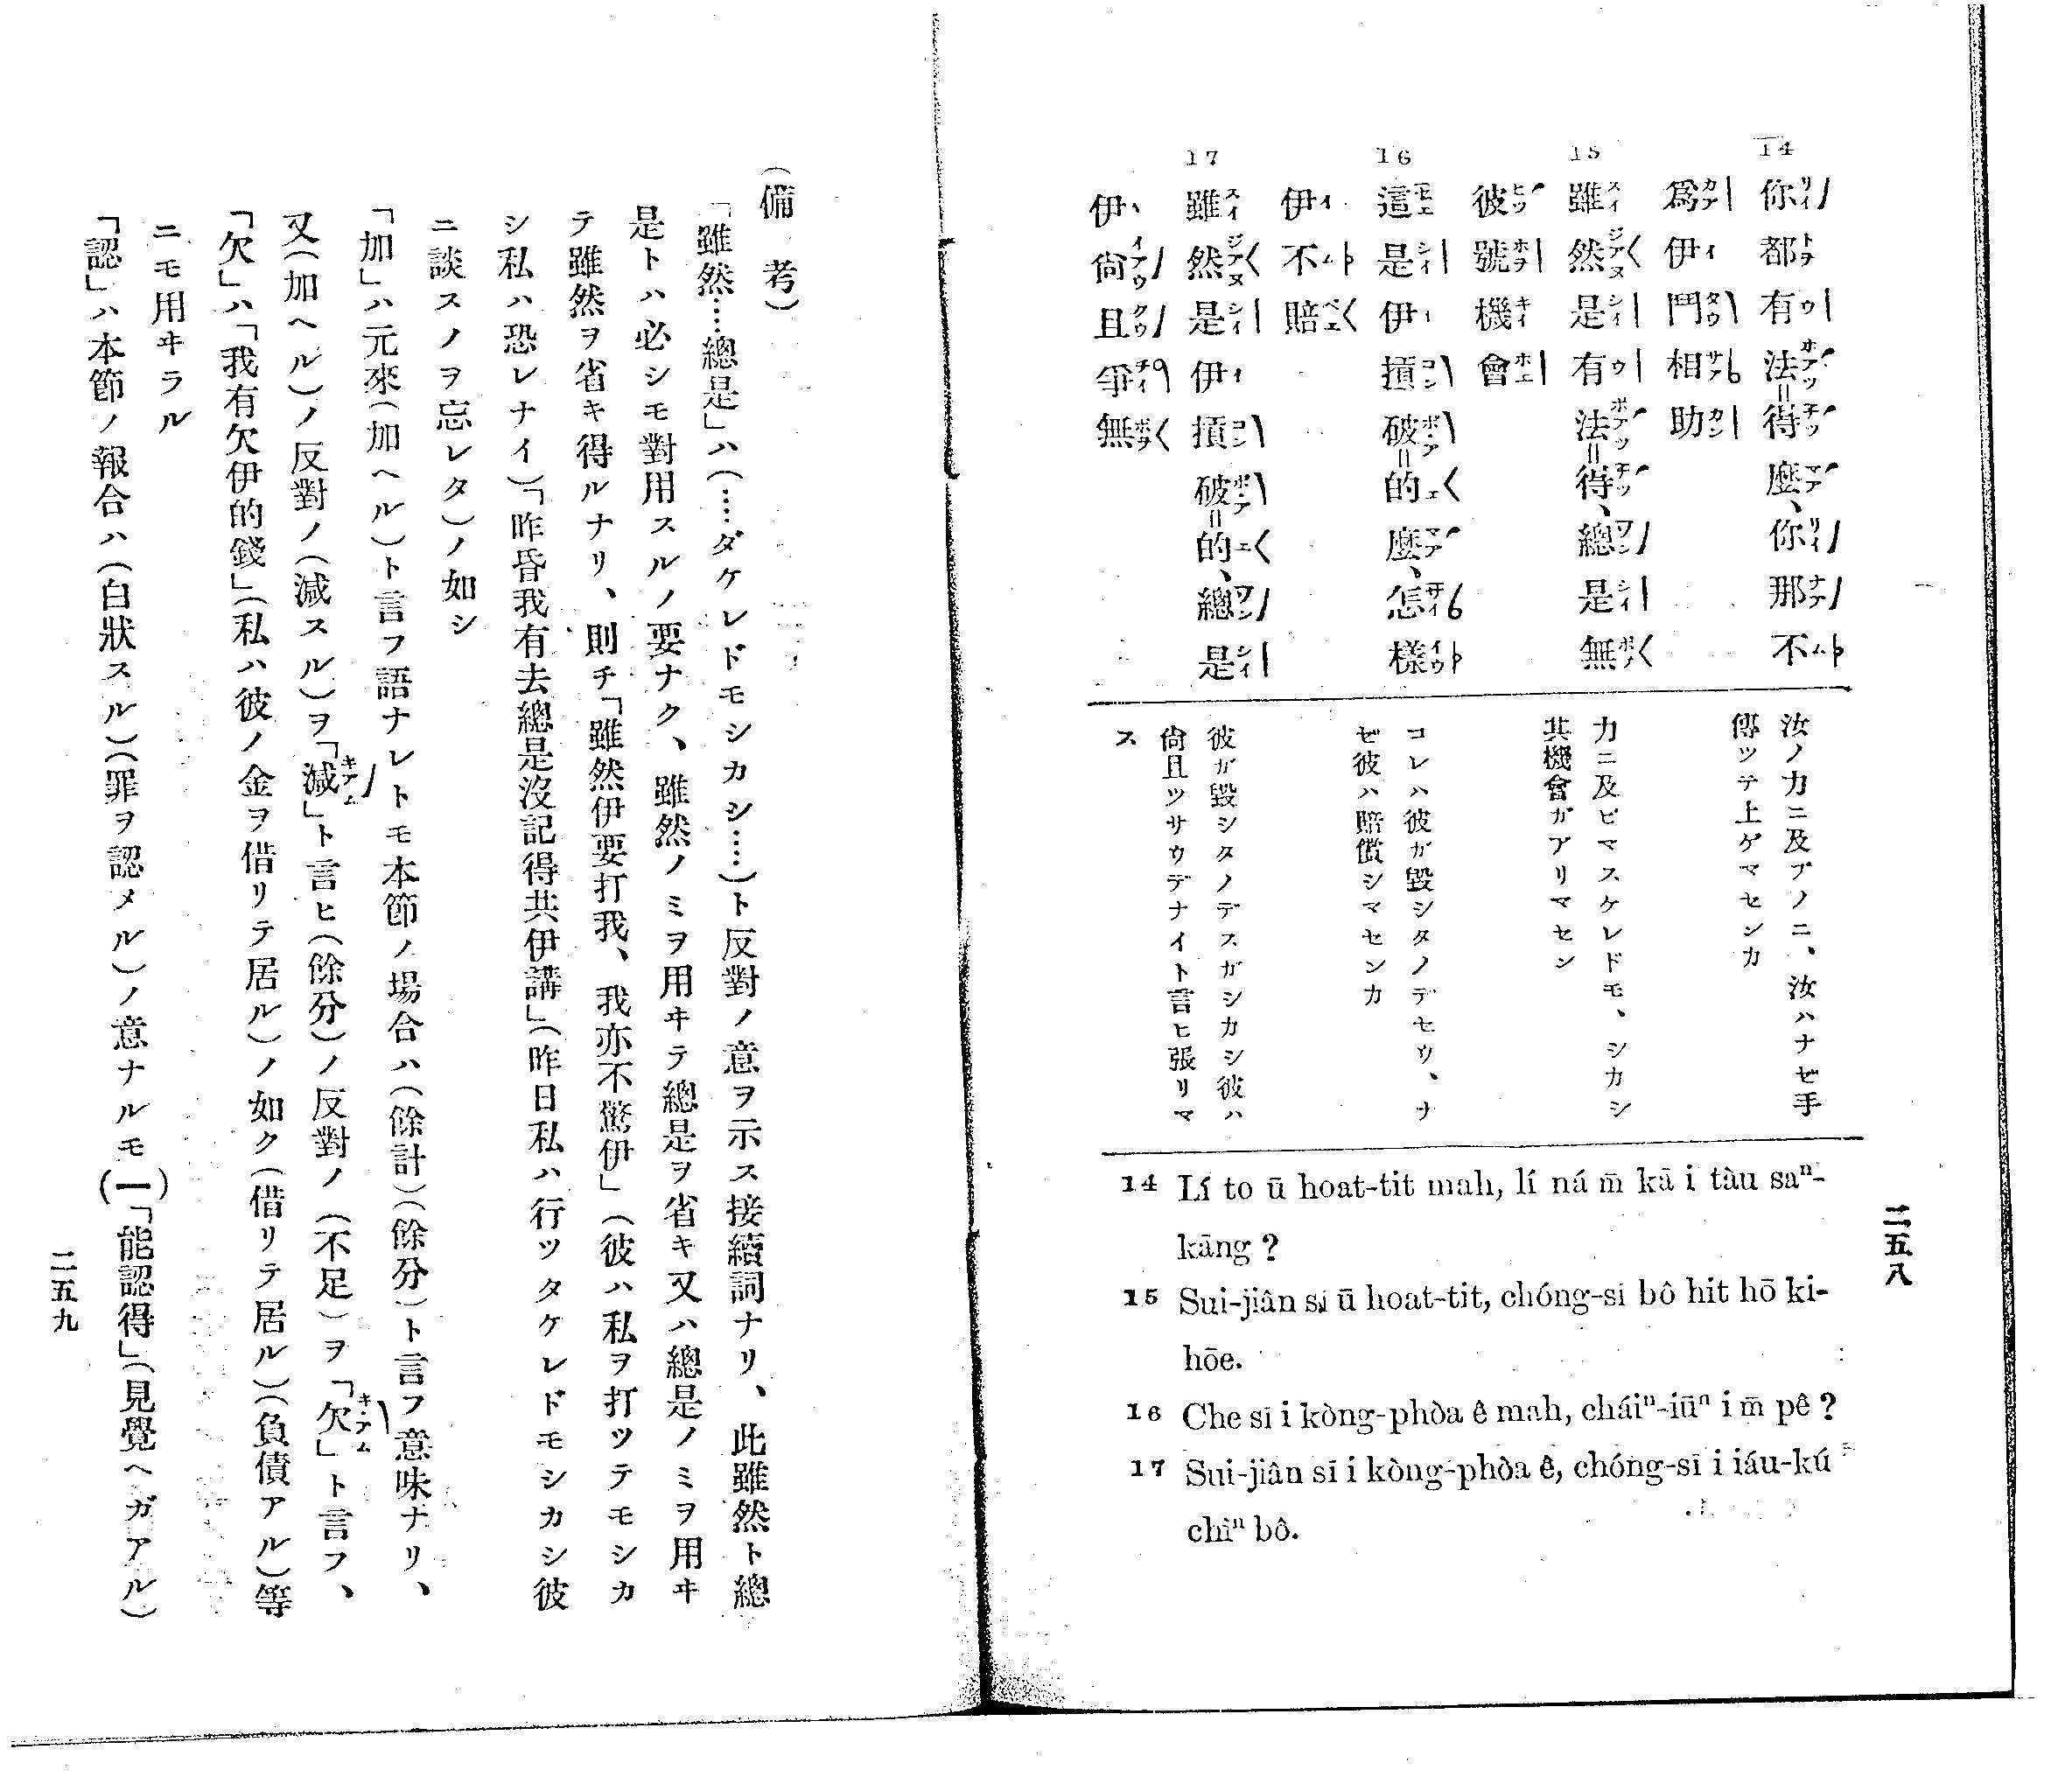 二五八
14
你都有法得麼、你那不
爲伊鬥相助
15
雖然是有法得、總是無
彼號機會
16
這是伊摃破的麼、怎樣
伊不賠
17
雖然是伊摃破的、總是
伊尙且爭無
汝ノ力ニ及ブノニ、汝ハナゼ手
傳ツテ上ゲマセンカ
力ニ及ビマスケレドモ、シカシ
其機會ガアリマセン
コレハ彼ガ毀シタノデセウ、ナ
ゼ彼ハ賠償シマセンカ
彼ガ毀シタノデスガシカシ彼ハ
尙且ツサウデナイト言ヒ張リマ
ス
14 Lí to ū hoat-tit mah, lí ná m̄ kā i tàu saⁿ-
kāng ?
15 Sui-jiân sī ū hoat-tit, chóng-sī bô hit hō ki-
hōe.
16 Che sī i kòng-phòa ê mah, cháiⁿ-iūⁿ i m̄ pê ?
17 Sui-jiân sī i kòng-phòa ê, chóng-sī i iáu-kú
chìⁿ bô.
(備考)
「雖然…總是」ハ(……ダケレドモシカシ……)ト反對ノ意ヲ示ス接續詞ナリ、此雖然ト總
是トハ必シモ對用スルノ要ナク、雖然ノミヲ用ヰテ總是ヲ省キ又ハ總是ノミヲ用ヰ
テ雖然ヲ省キ得ルナリ、則チ「雖然伊要打我、我亦不驚伊」(彼ハ私ヲ打ツテモシカ
シ私ハ恐レナイ)「昨昏我有去總是沒記得共伊講」(昨日私ハ行ツタケレドモシカシ彼
ニ談スノヲ忘レタ)ノ如シ
「加」ハ元來(加ヘル)ト言フ語ナレトモ本節ノ場合ハ(餘計)(餘分)ト言フ意味ナリ、
又(加ヘル)ノ反對ノ(減スル)ヲ「減」ト言ヒ(餘分)ノ反對ノ(不足)ヲ「欠」ト言フ、
「欠」ハ「我有欠伊的錢」(私ハ彼ノ金ヲ借リテ居ル)ノ如ク(借リテ居ル)(負債アル)等
ニモ用ヰラル
「認」ハ本節ノ報合ハ(白狀スル)(罪ヲ認メル)ノ意ナルモ(一)「能認得」(見覺ヘガアル)
二五九